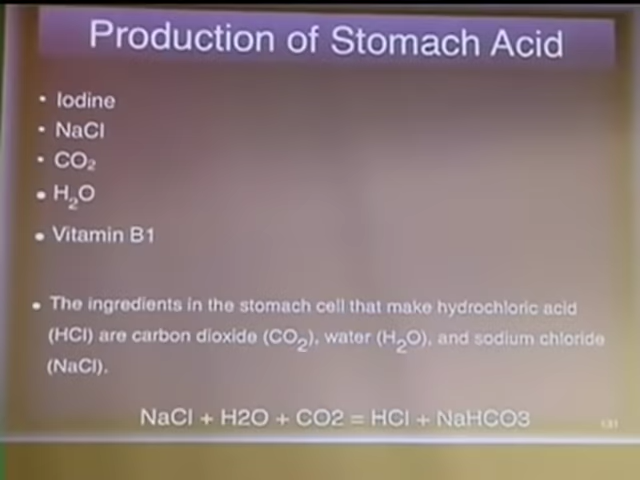 Production of Stomach Acid
• Iodine
• NaCl
• CO₂
• H₂O
• Vitamin B1
• The ingredients in the stomach cell that make hydrochloric acid
(HCl) are carbon dioxide (CO₂), water (H₂O), and sodium chloride
(NaCl).
NaCl + H2O + CO2 = HCl + NaHCO3